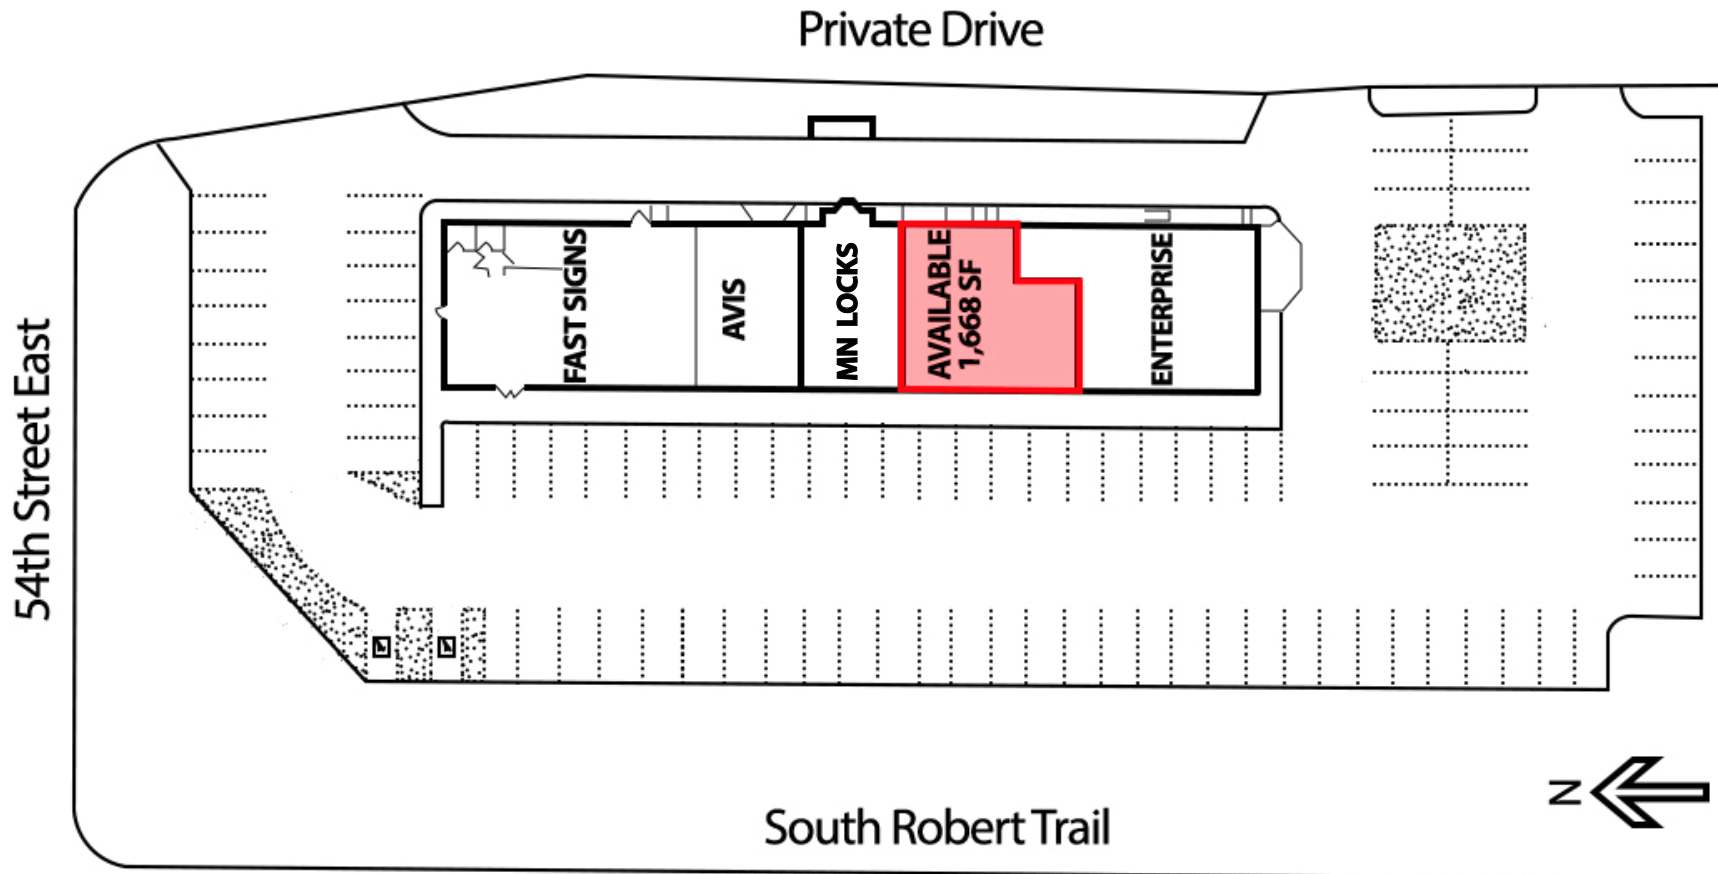 Private Drive
54th Street East
FAST SIGNS
AVIS
MN LOCKS
AVAILABLE
1,668 SF
ENTERPRISE
N
South Robert Trail